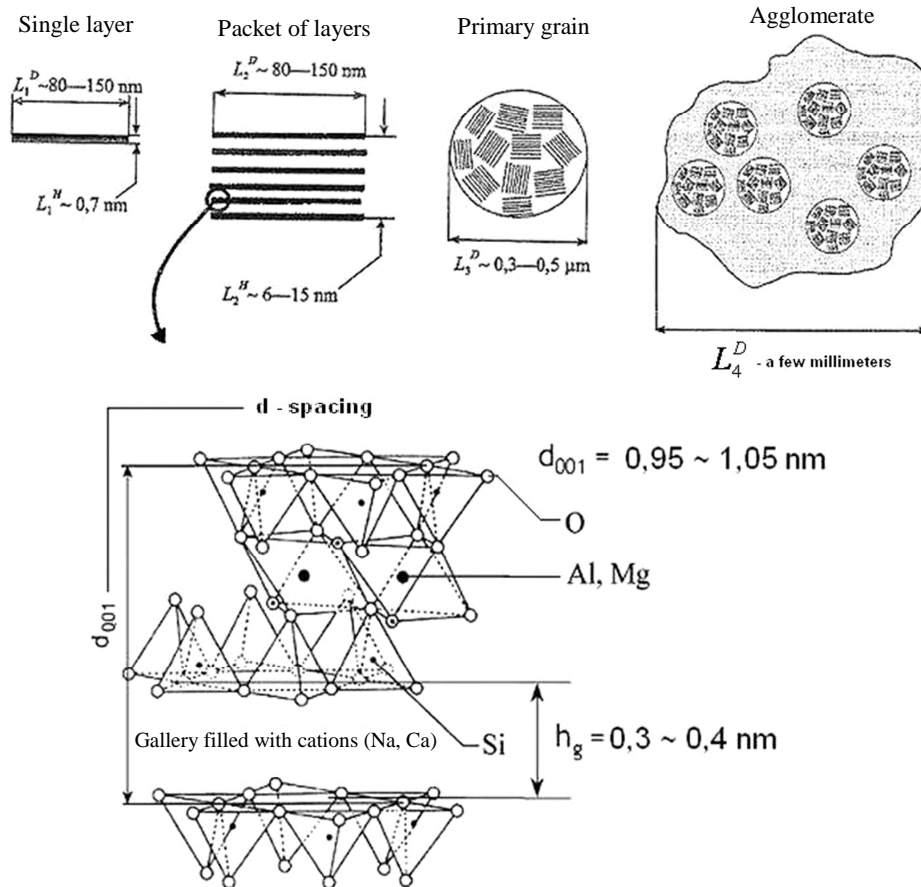 Single layer
Packet of layers
Primary grain
Agglomerate
L₁ᴰ~80—150 nm
L₁ᴴ~ 0,7 nm
L₂ᴰ~ 80—150 nm
L₂ᴴ~ 6—15 nm
L₃ᴰ~ 0,3—0,5 µm
L₄ᴰ - a few millimeters
d - spacing
d₀₀₁ = 0,95 ~ 1,05 nm
O
Al, Mg
d₀₀₁
Gallery filled with cations (Na, Ca)
Si
h_g = 0,3 ~ 0,4 nm